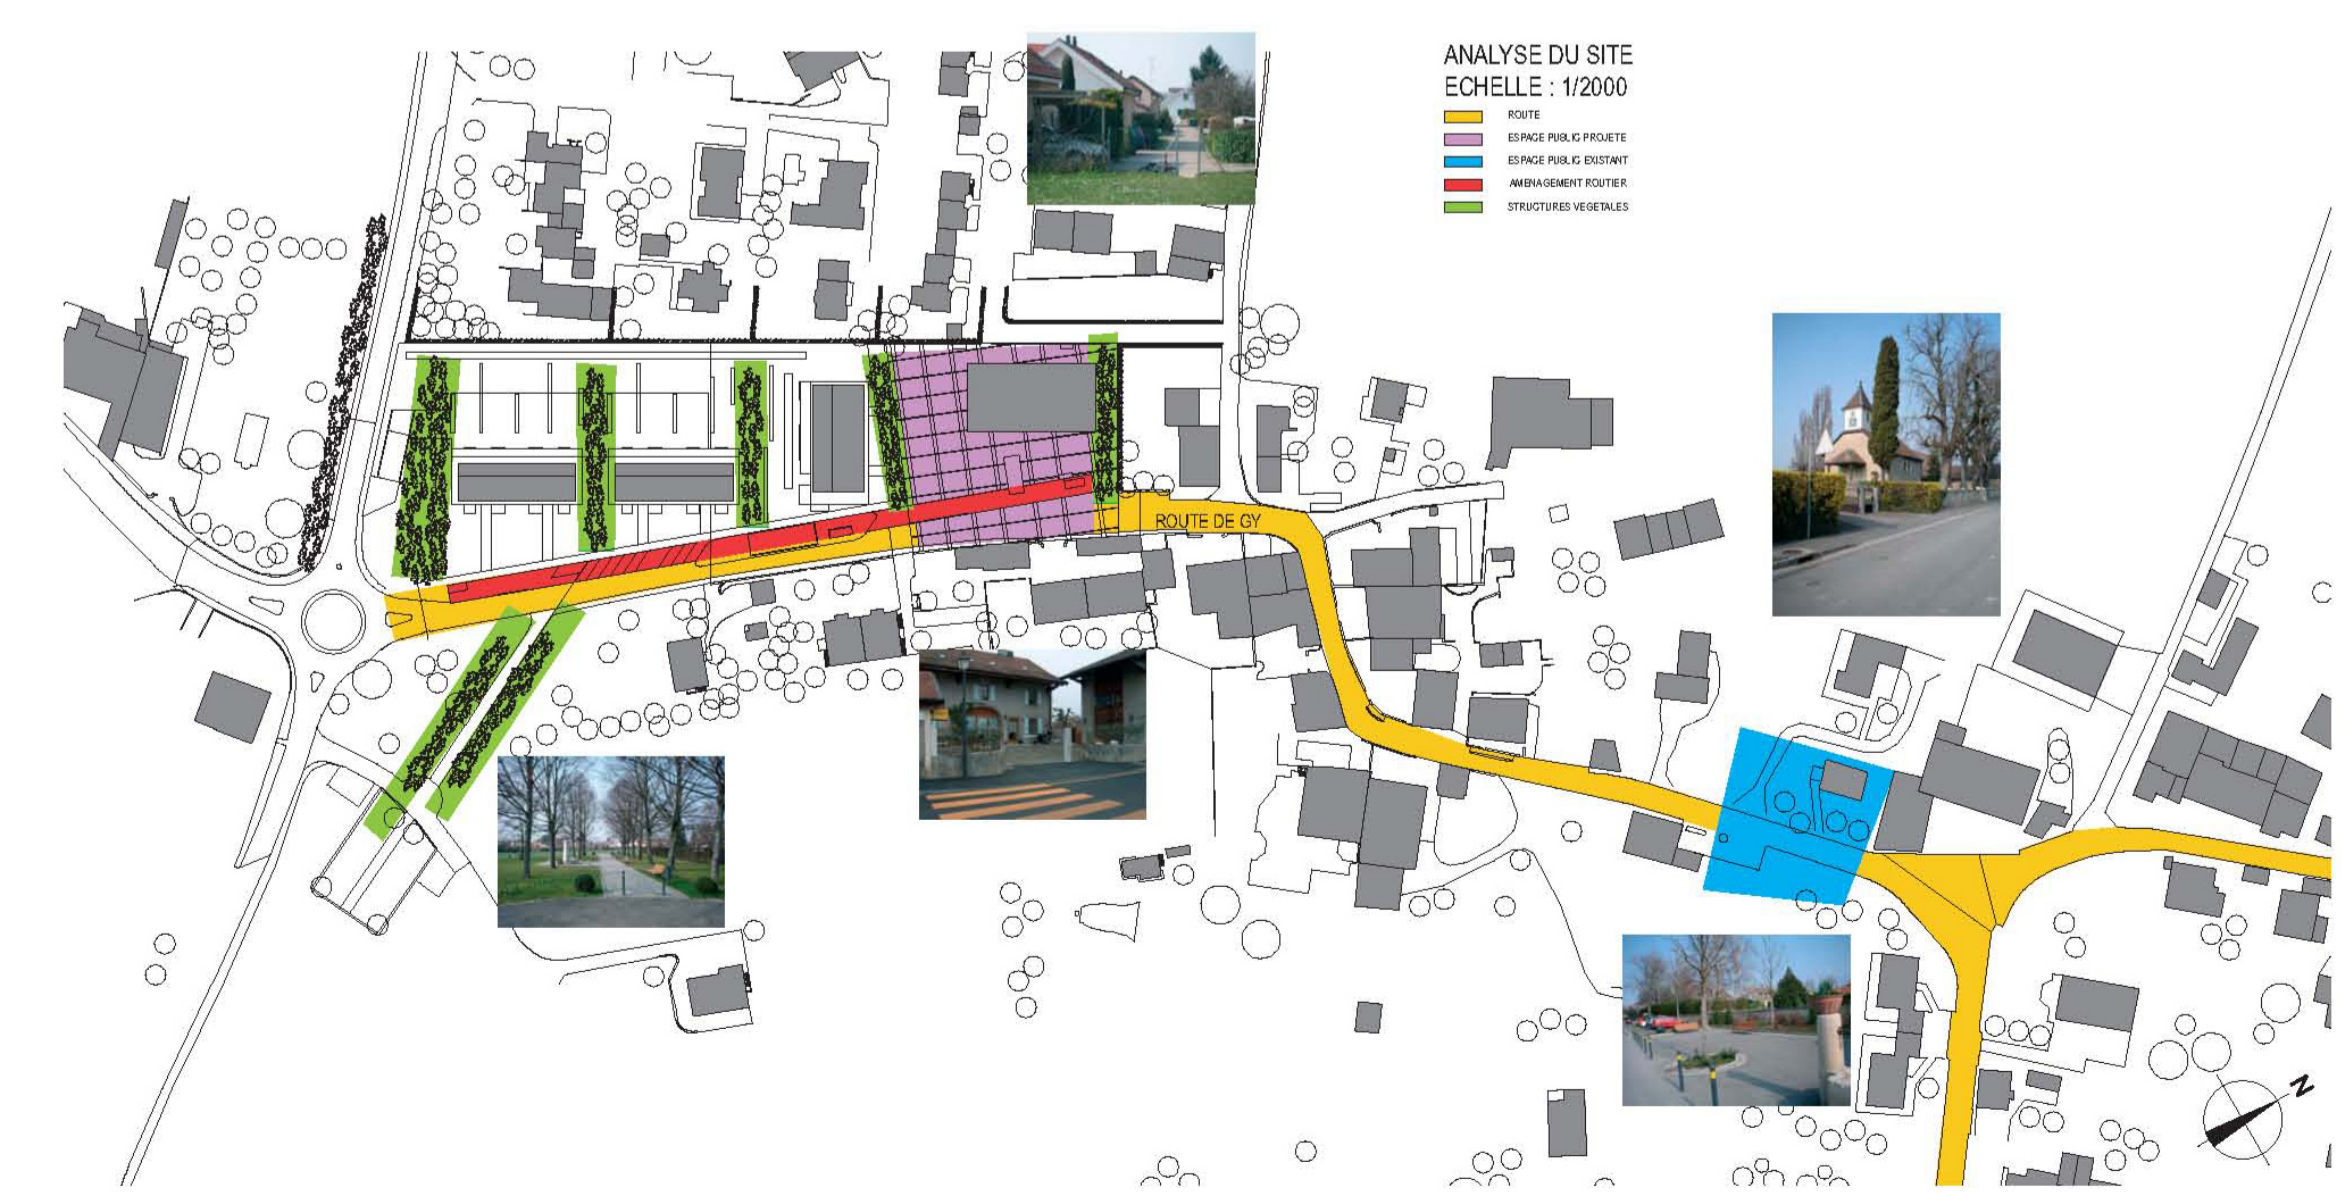 ANALYSE DU SITE
ECHELLE : 1/2000
ROUTE
ESPACE PUBLIC PROJETE
ESPACE PUBLIC EXISTANT
AMENAGEMENT ROUTIER
STRUCTURES VEGETALES
ROUTE DE GY
N